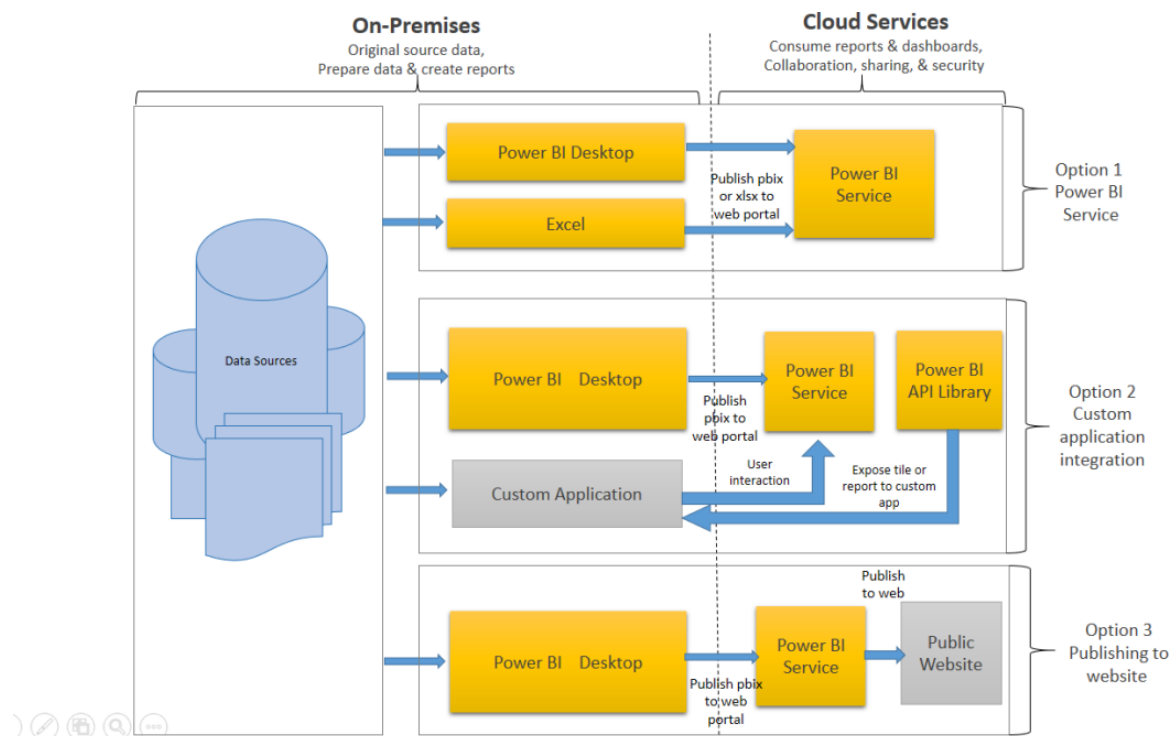 On-Premises
Original source data,
Prepare data & create reports
Cloud Services
Consume reports & dashboards,
Collaboration, sharing, & security
Data Sources
Power BI Desktop
Excel
Publish pbix
or xlsx to
web portal
Power BI
Service
Option 1
Power BI
Service
Power BI Desktop
Publish
pbix to
web portal
Power BI
Service
Power BI
API Library
Custom Application
User
interaction
Expose tile or
report to custom
app
Option 2
Custom
application
integration
Power BI Desktop
Publish pbix
to web
portal
Power BI
Service
Publish
to web
Public
Website
Option 3
Publishing to
website